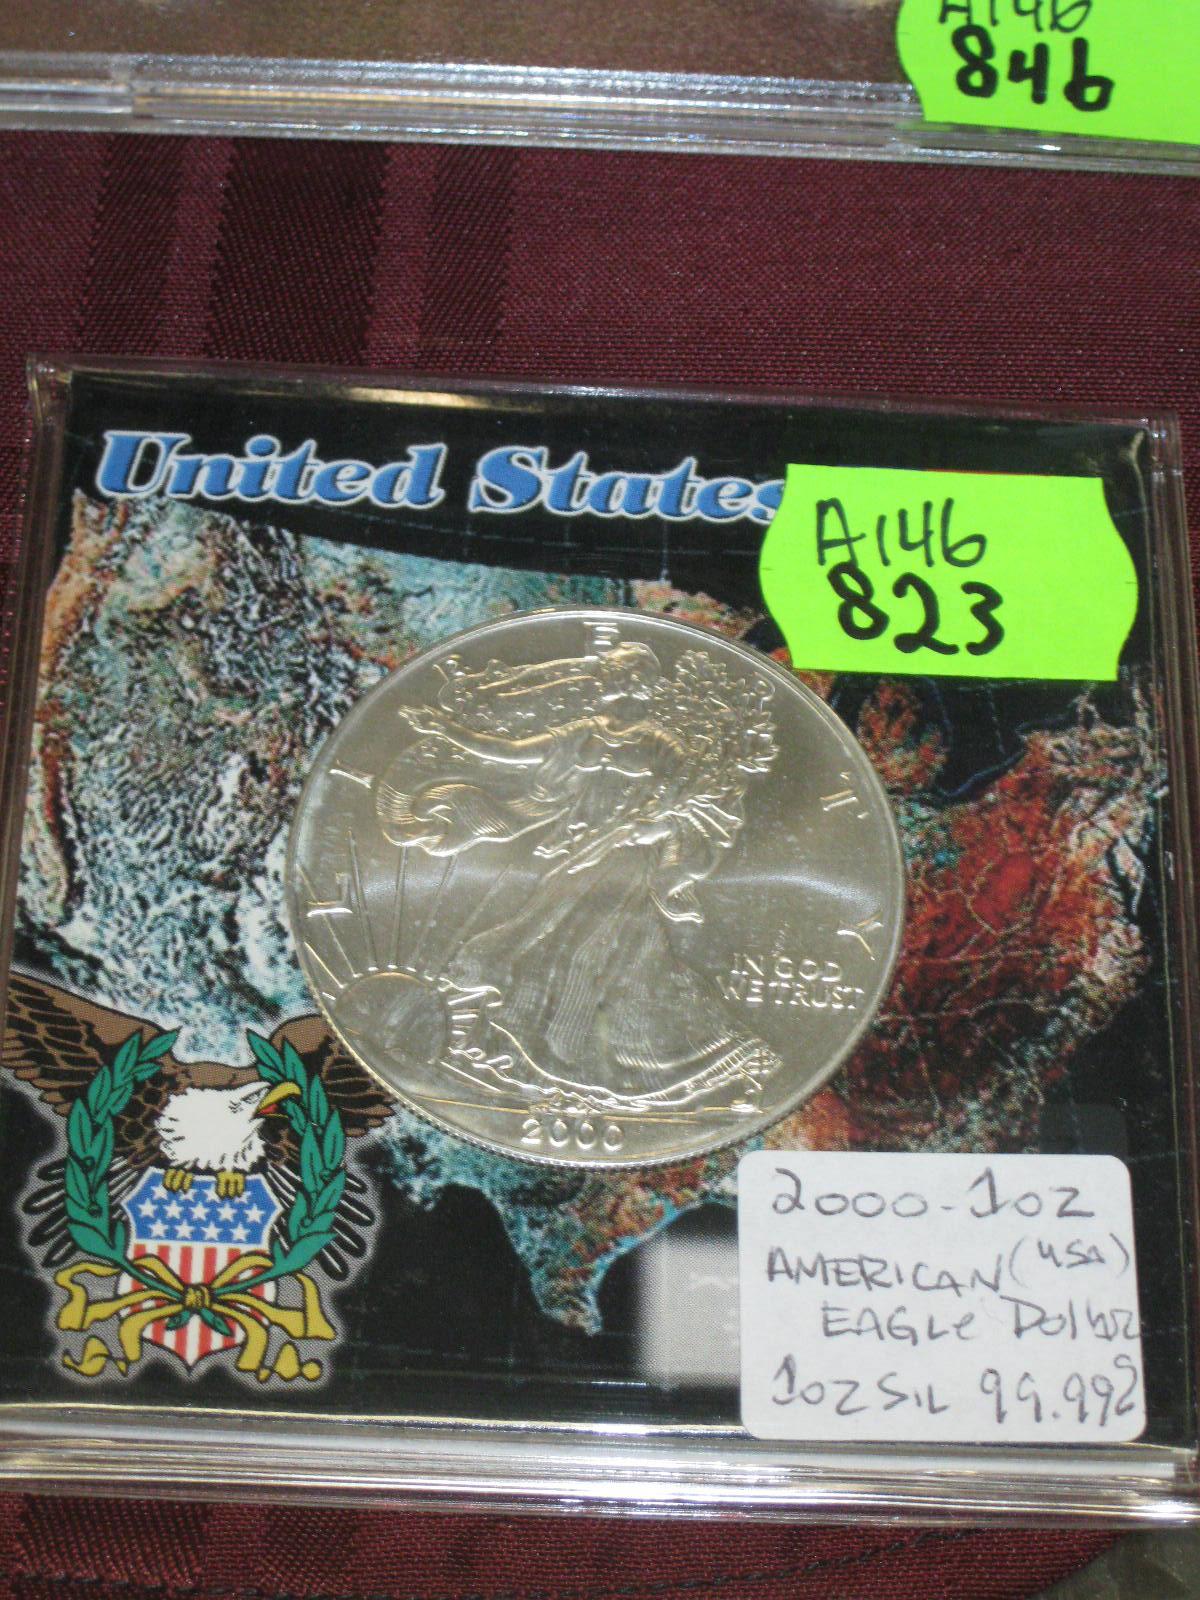 A146
846
United States
A146
823
LIBERTY
IN GOD
WE TRUST
2000
2000-1oz
AMERICAN (USA)
EAGLe Dollar
1oz SIL 99.999